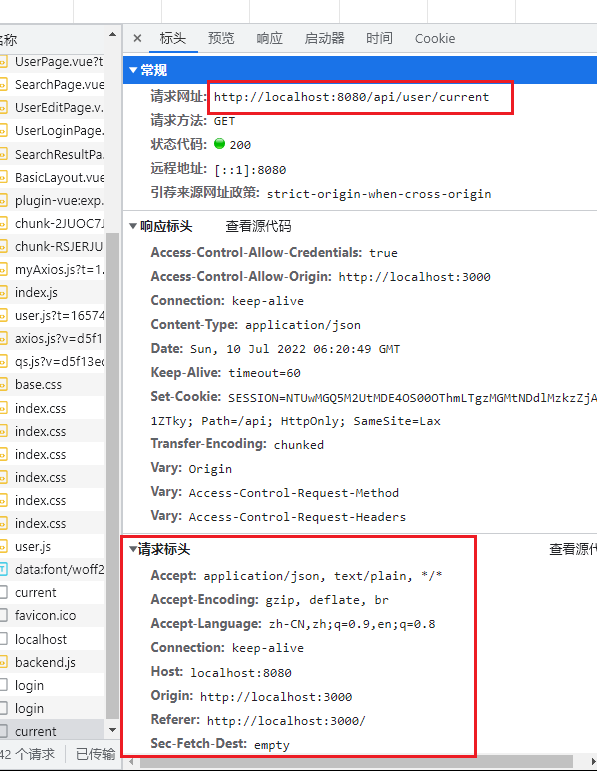 名称
UserPage.vue?t
SearchPage.vue
UserEditPage.v
UserLoginPage.
SearchResultPa
BasicLayout.vue
plugin-vue:exp.
chunk-2JUOC7J
chunk-RSJERJU
myAxios.js?t=1.
index.js
user.js?t=16574
axios.js?v=d5f1
qs.js?v=d5f13ec
base.css
index.css
index.css
index.css
index.css
index.css
index.css
user.js
data:font/woff2
current
favicon.ico
localhost
backend.js
login
login
current
42 个请求 已传输
× 标头 预览 响应 启动器 时间 Cookie
常规
请求网址: http://localhost:8080/api/user/current
请求方法: GET
状态代码: 200
远程地址: [::1]:8080
引荐来源网址政策: strict-origin-when-cross-origin
响应标头 查看源代码
Access-Control-Allow-Credentials: true
Access-Control-Allow-Origin: http://localhost:3000
Connection: keep-alive
Content-Type: application/json
Date: Sun, 10 Jul 2022 06:20:49 GMT
Keep-Alive: timeout=60
Set-Cookie: SESSION=NTUwMGQ5M2UtMDE4OS00OThmLTgzMGMtNDdlMzkzZjA
1ZTky; Path=/api; HttpOnly; SameSite=Lax
Transfer-Encoding: chunked
Vary: Origin
Vary: Access-Control-Request-Method
Vary: Access-Control-Request-Headers
请求标头 查看源代
Accept: application/json, text/plain, */*
Accept-Encoding: gzip, deflate, br
Accept-Language: zh-CN,zh;q=0.9,en;q=0.8
Connection: keep-alive
Host: localhost:8080
Origin: http://localhost:3000
Referer: http://localhost:3000/
Sec-Fetch-Dest: empty